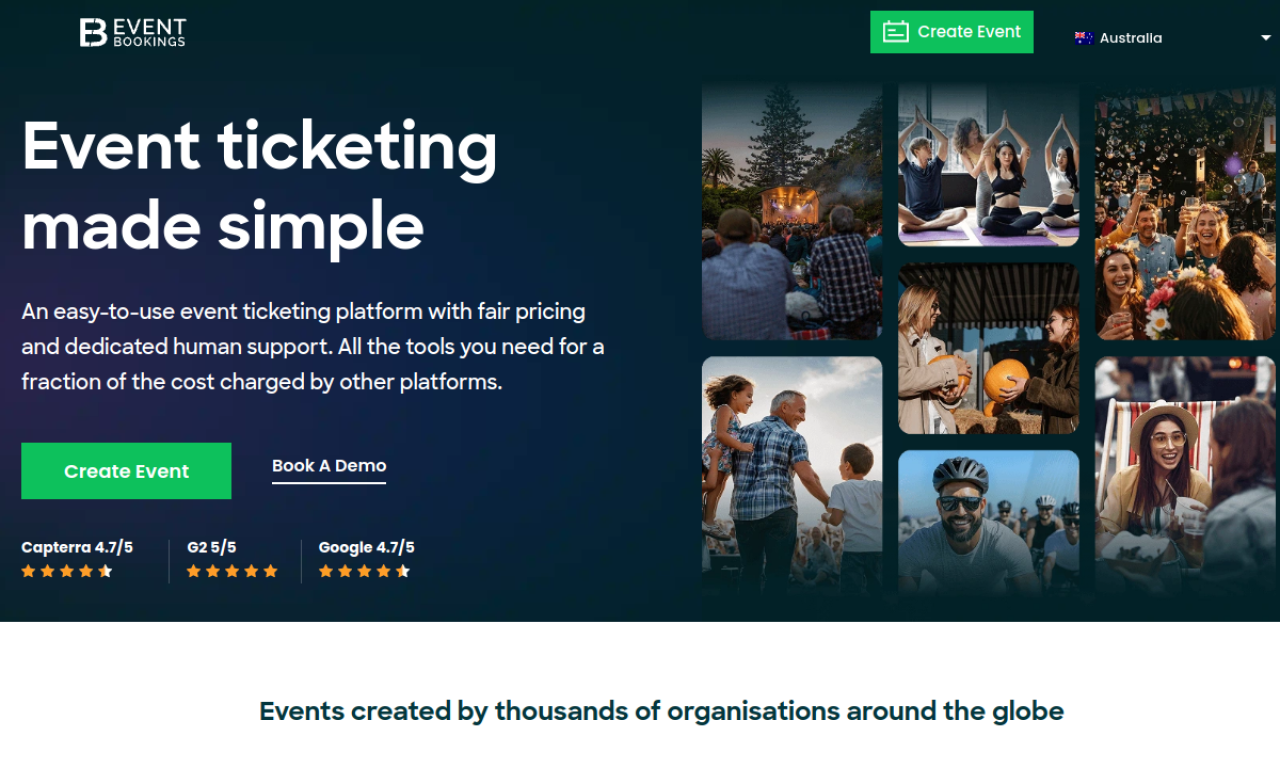 EVENT
BOOKINGS
Create Event
Australia
Event ticketing
made simple
An easy-to-use event ticketing platform with fair pricing
and dedicated human support. All the tools you need for a
fraction of the cost charged by other platforms.
Create Event
Book A Demo
Capterra 4.7/5
G2 5/5
Google 4.7/5
Events created by thousands of organisations around the globe